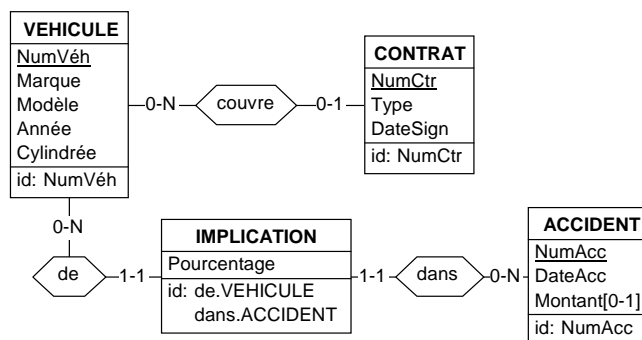 VEHICULE
NumVéh
Marque
Modèle
Année
Cylindrée
id: NumVéh
0-N
couvre
0-1
CONTRAT
NumCtr
Type
DateSign
id: NumCtr
0-N
de
1-1
IMPLICATION
Pourcentage
id: de.VEHICULE
dans.ACCIDENT
1-1
dans
0-N
ACCIDENT
NumAcc
DateAcc
Montant[0-1]
id: NumAcc